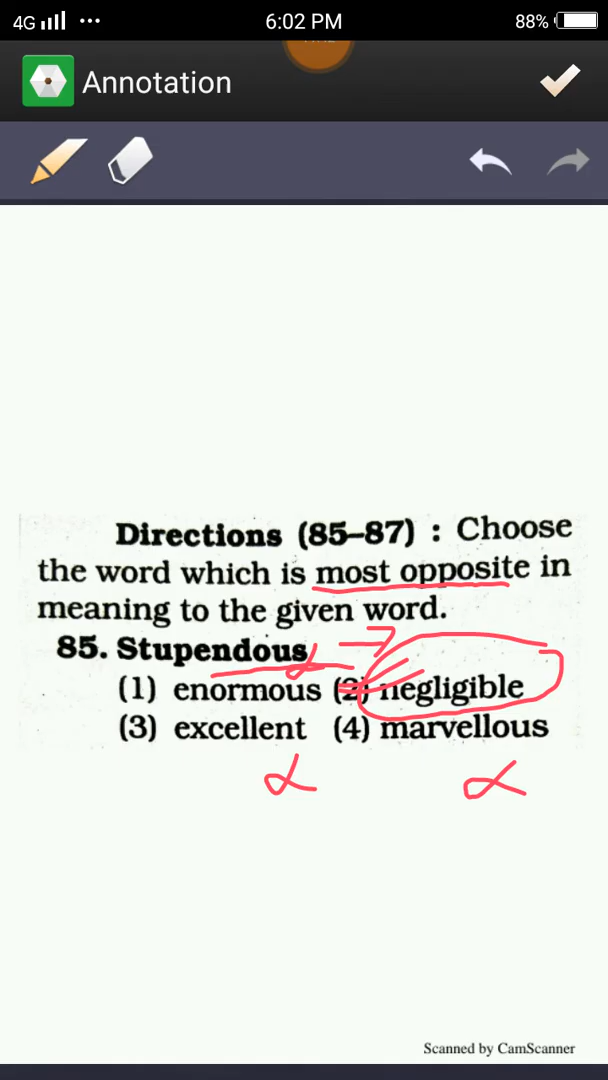 4G
6:02 PM
88%
Annotation
Directions (85–87) : Choose
the word which is most opposite in
meaning to the given word.
85. Stupendous
(1) enormous (2) negligible
(3) excellent (4) marvellous
Scanned by CamScanner